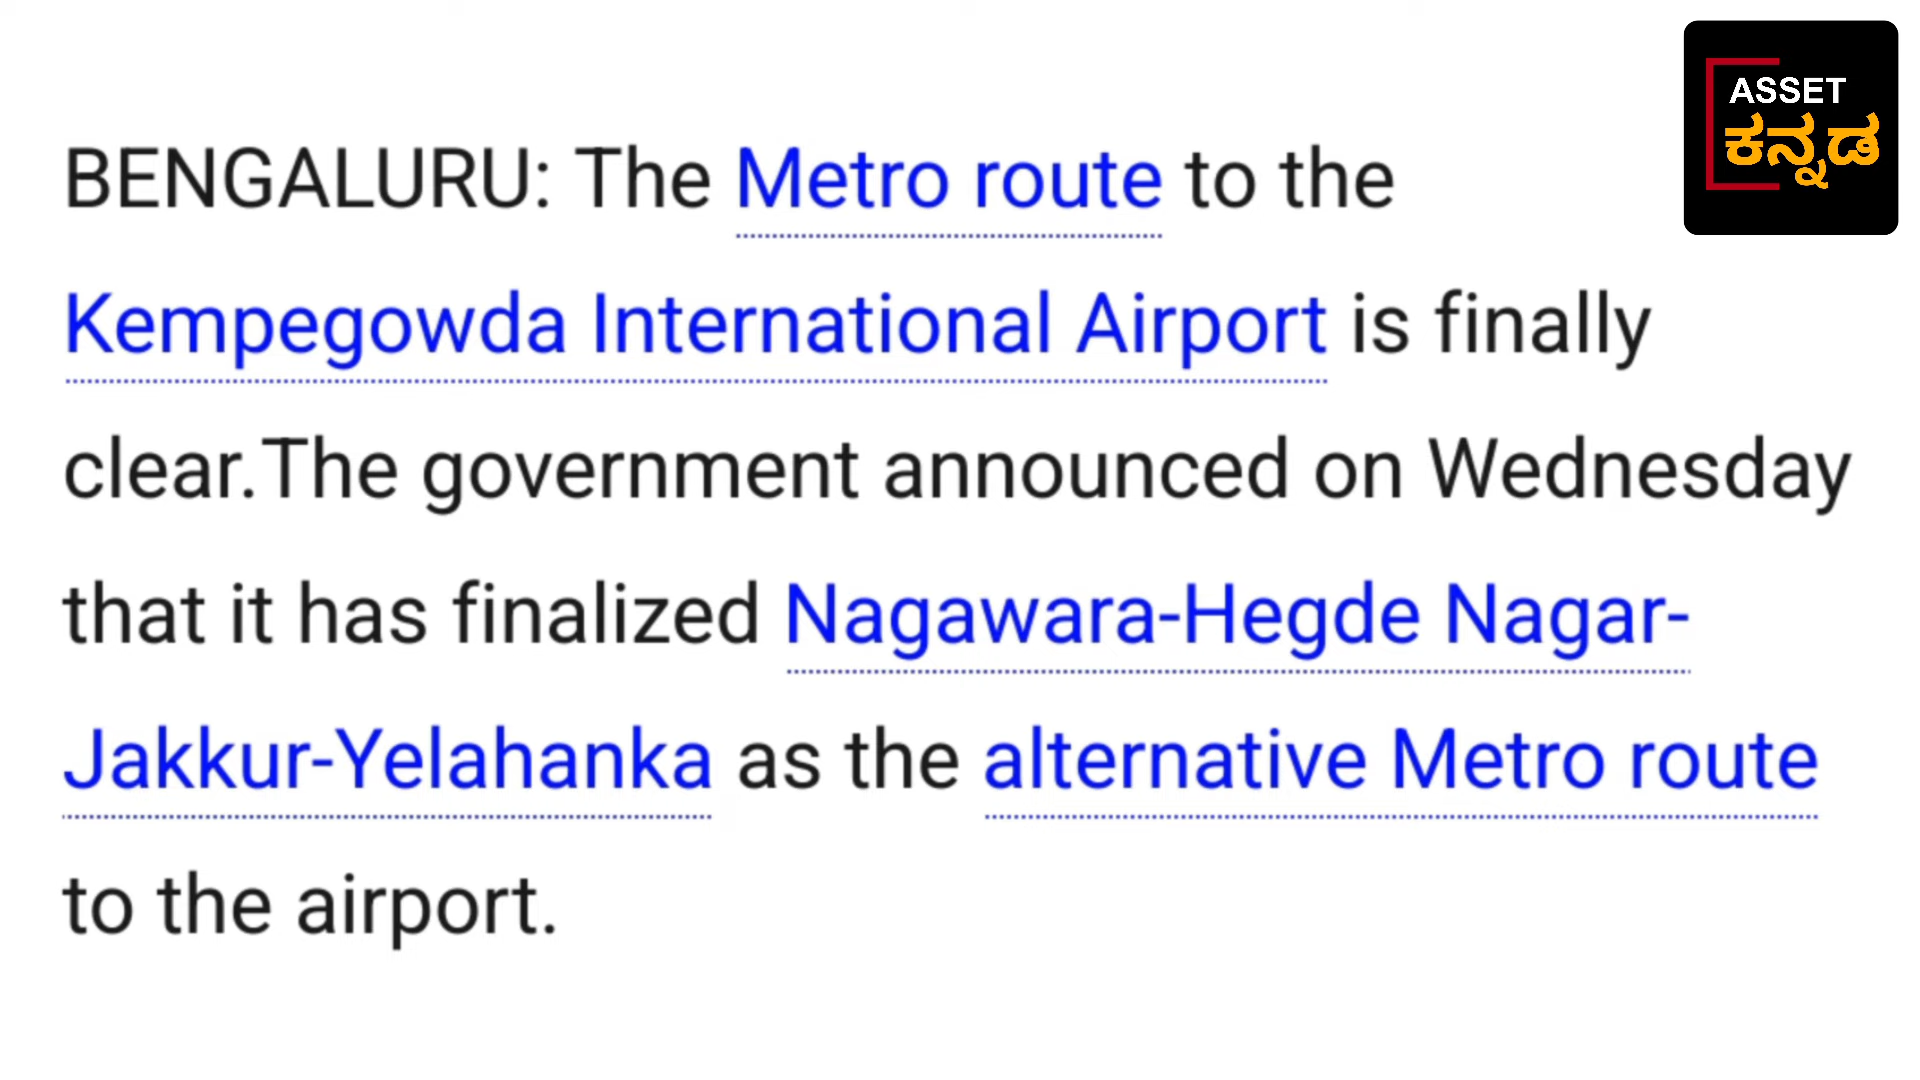 ASSET
ಕನ್ನಡ
BENGALURU: The Metro route to the
Kempegowda International Airport is finally
clear.The government announced on Wednesday
that it has finalized Nagawara-Hegde Nagar-
Jakkur-Yelahanka as the alternative Metro route
to the airport.